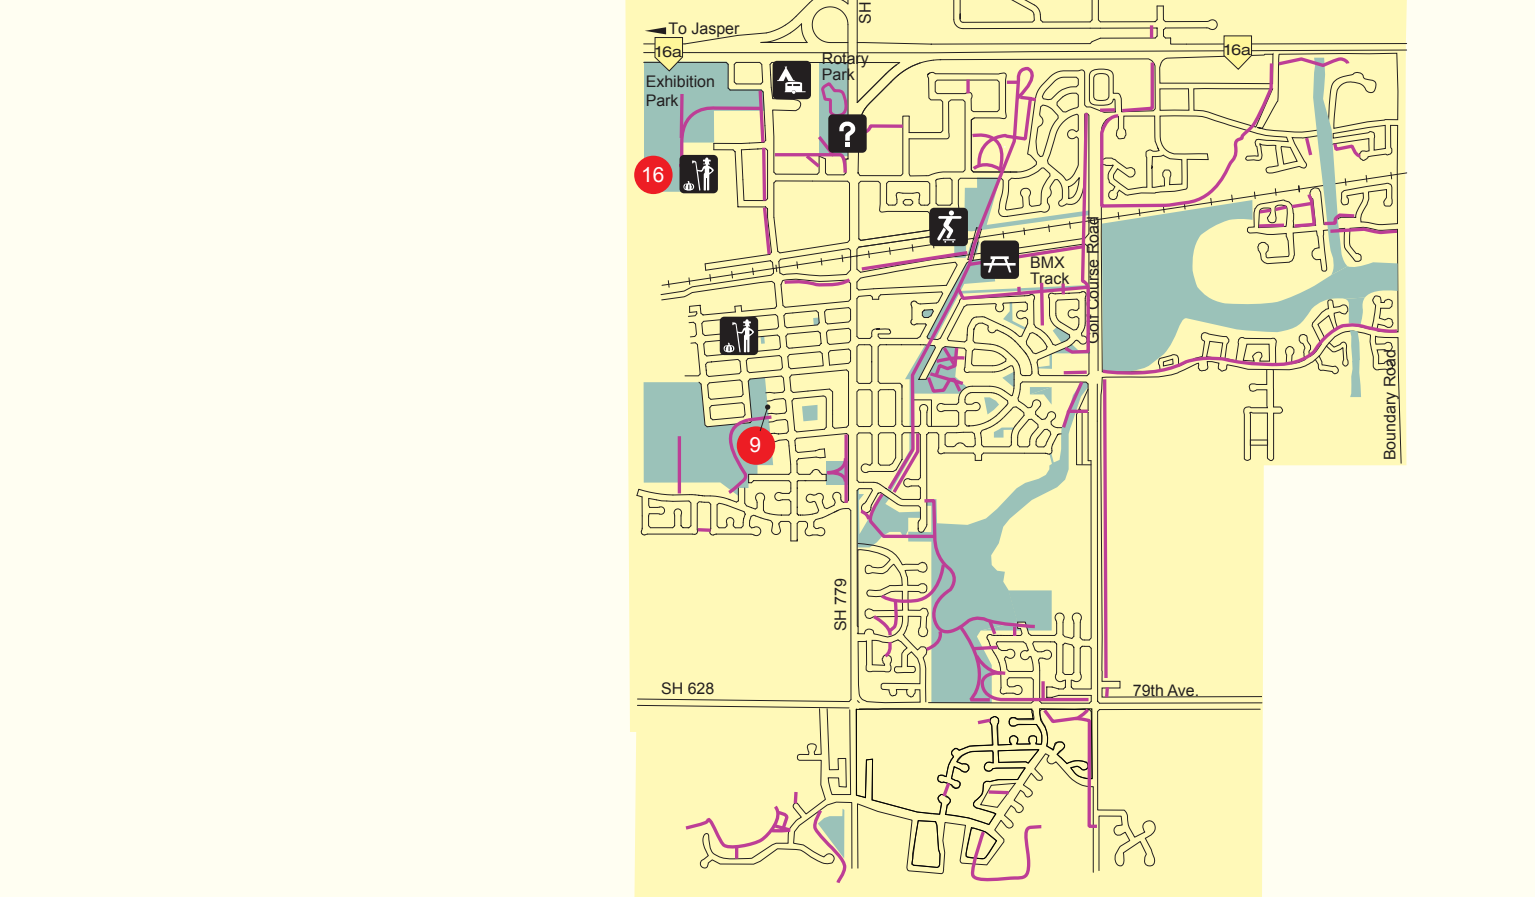 SH
To Jasper
16a
16a
Rotary
Park
Exhibition
Park
?
16
BMX
Track
Golf Course Road
9
Boundary Road
SH 779
SH 628
79th Ave.